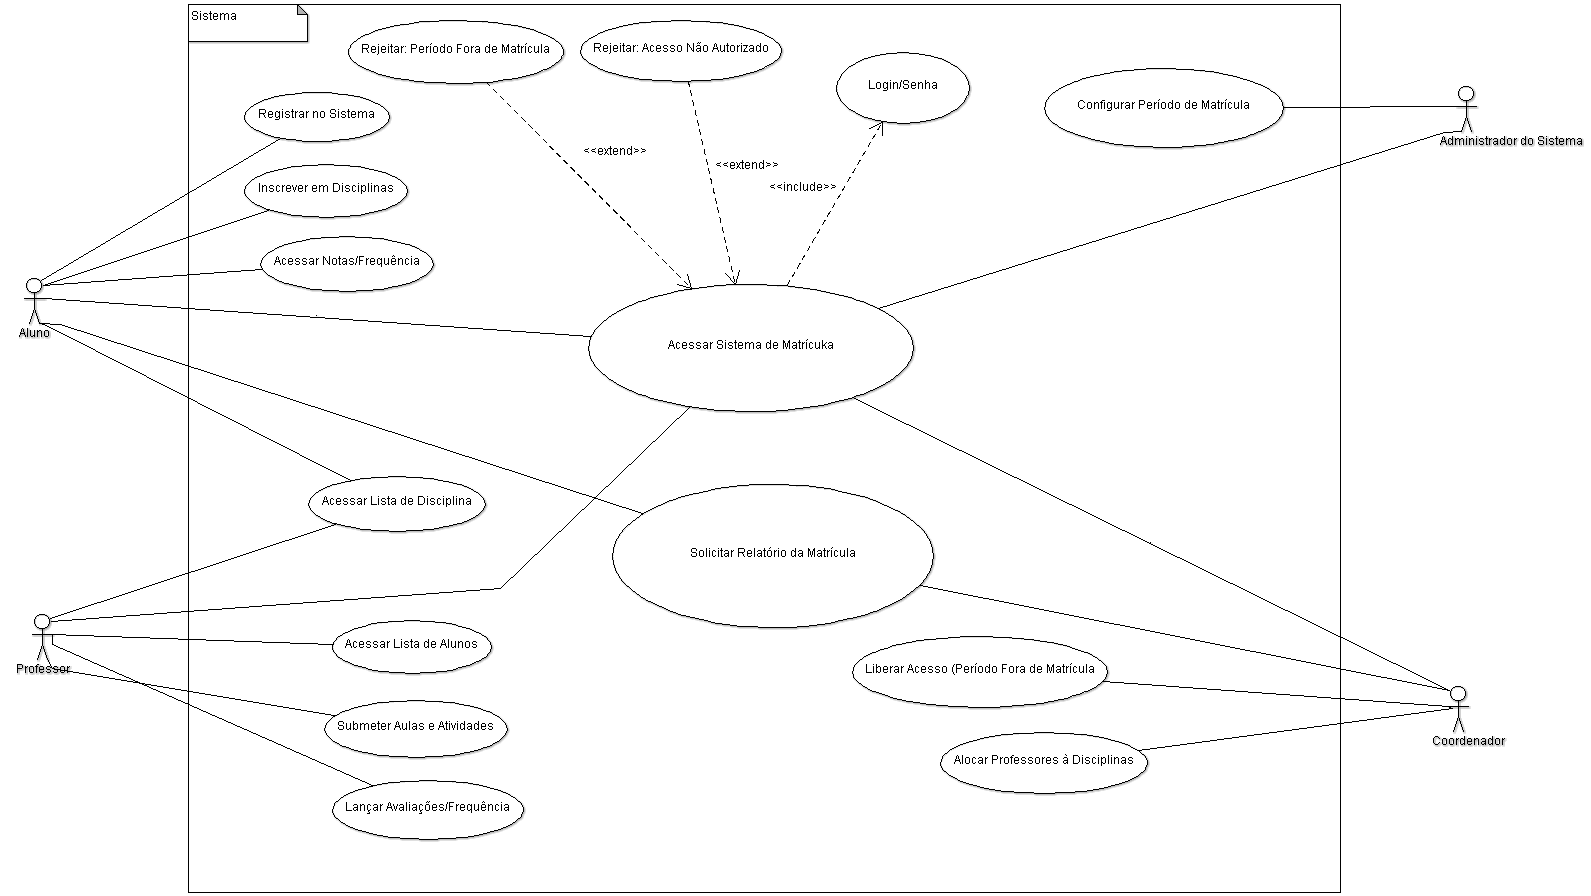 Sistema
Rejeitar: Período Fora de Matrícula
Rejeitar: Acesso Não Autorizado
Login/Senha
Configurar Período de Matrícula
Registrar no Sistema
Administrador do Sistema
<<extend>>
<<extend>>
<<include>>
Inscrever em Disciplinas
Acessar Notas/Frequência
Aluno
Acessar Sistema de Matrícuka
Acessar Lista de Disciplina
Solicitar Relatório da Matrícula
Acessar Lista de Alunos
Professor
Liberar Acesso (Período Fora de Matrícula
Submeter Aulas e Atividades
Coordenador
Alocar Professores à Disciplinas
Lançar Avaliações/Frequência